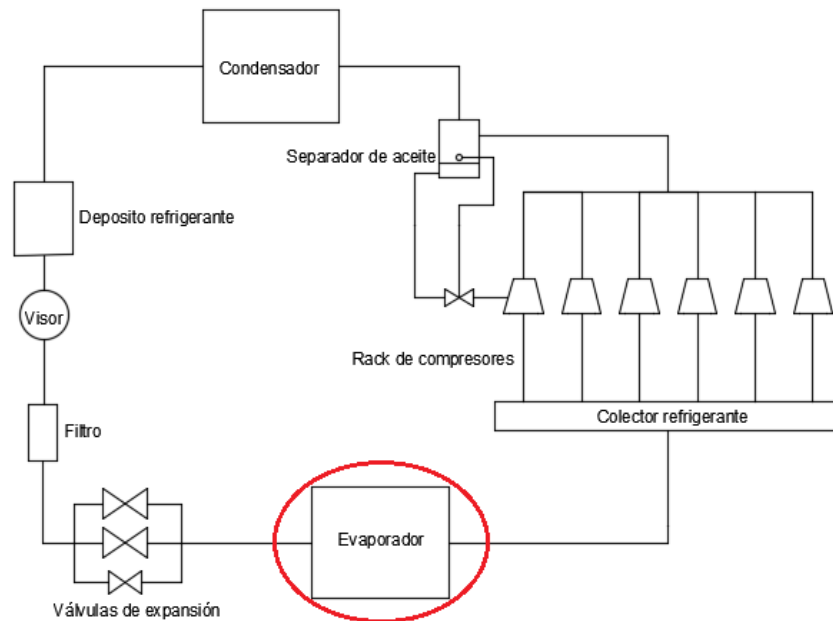 Condensador
Separador de aceite
Deposito refrigerante
Visor
Rack de compresores
Colector refrigerante
Filtro
Evaporador
Válvulas de expansión